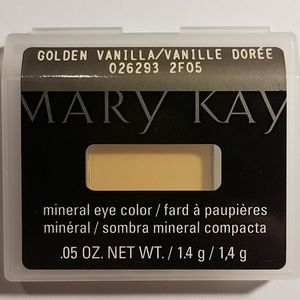 GOLDEN VANILLA/VANILLE DORÉE
026293 2F05
MARY KAY
mineral eye color / fard à paupières
minéral / sombra mineral compacta
.05 OZ. NET WT. / 1.4 g / 1,4 g